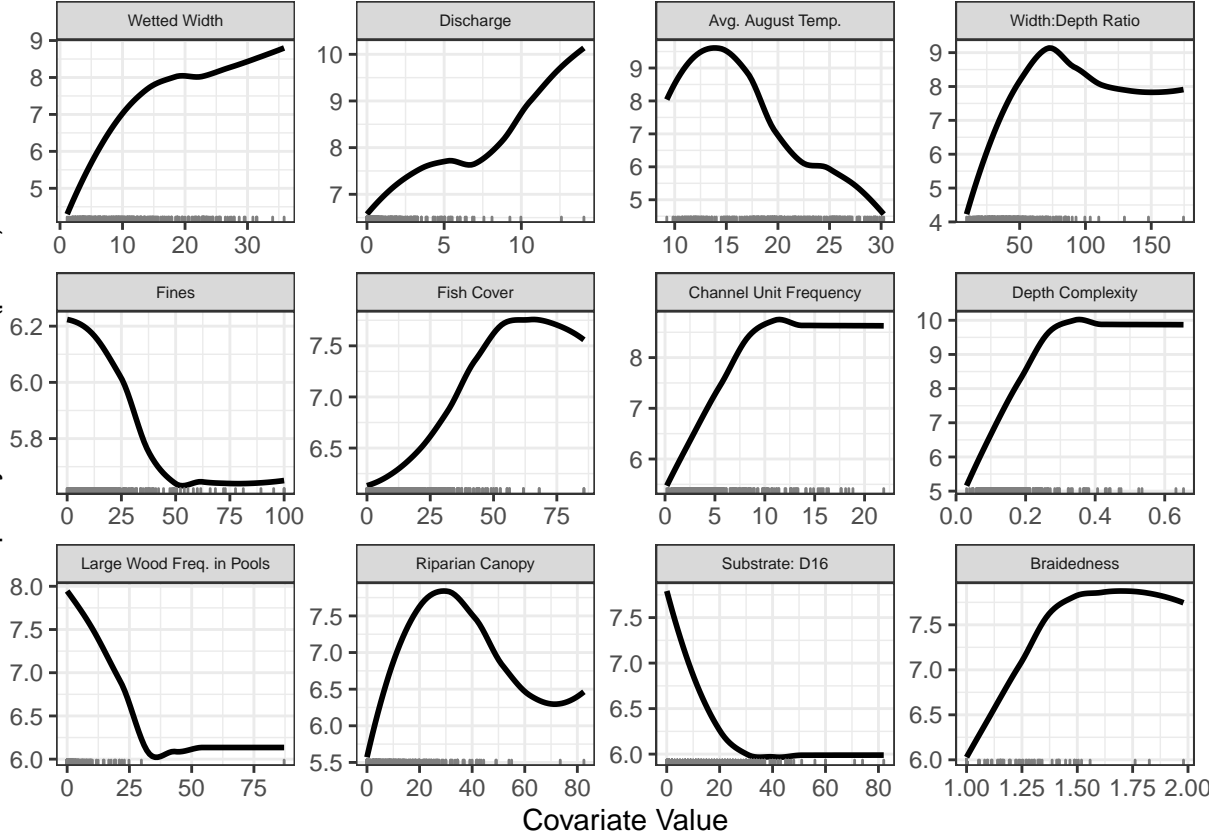 Wetted Width
Discharge
Avg. August Temp.
Width:Depth Ratio
9
8
7
6
5
0 10 20 30
10
9
8
7
0 5 10
9
8
7
6
5
10 15 20 25 30
9
8
7
6
5
4
50 100 150
Fines
Fish Cover
Channel Unit Frequency
Depth Complexity
6.2
6.0
5.8
0 25 50 75 100
7.5
7.0
6.5
0 25 50 75
8
7
6
0 5 10 15 20
10
9
8
7
6
5
0.0 0.2 0.4 0.6
Large Wood Freq. in Pools
Riparian Canopy
Substrate: D16
Braidedness
8.0
7.5
7.0
6.5
6.0
0 25 50 75
7.5
7.0
6.5
6.0
5.5
0 20 40 60 80
7.5
7.0
6.5
6.0
0 20 40 60 80
7.5
7.0
6.5
6.0
1.00 1.25 1.50 1.75 2.00
Covariate Value